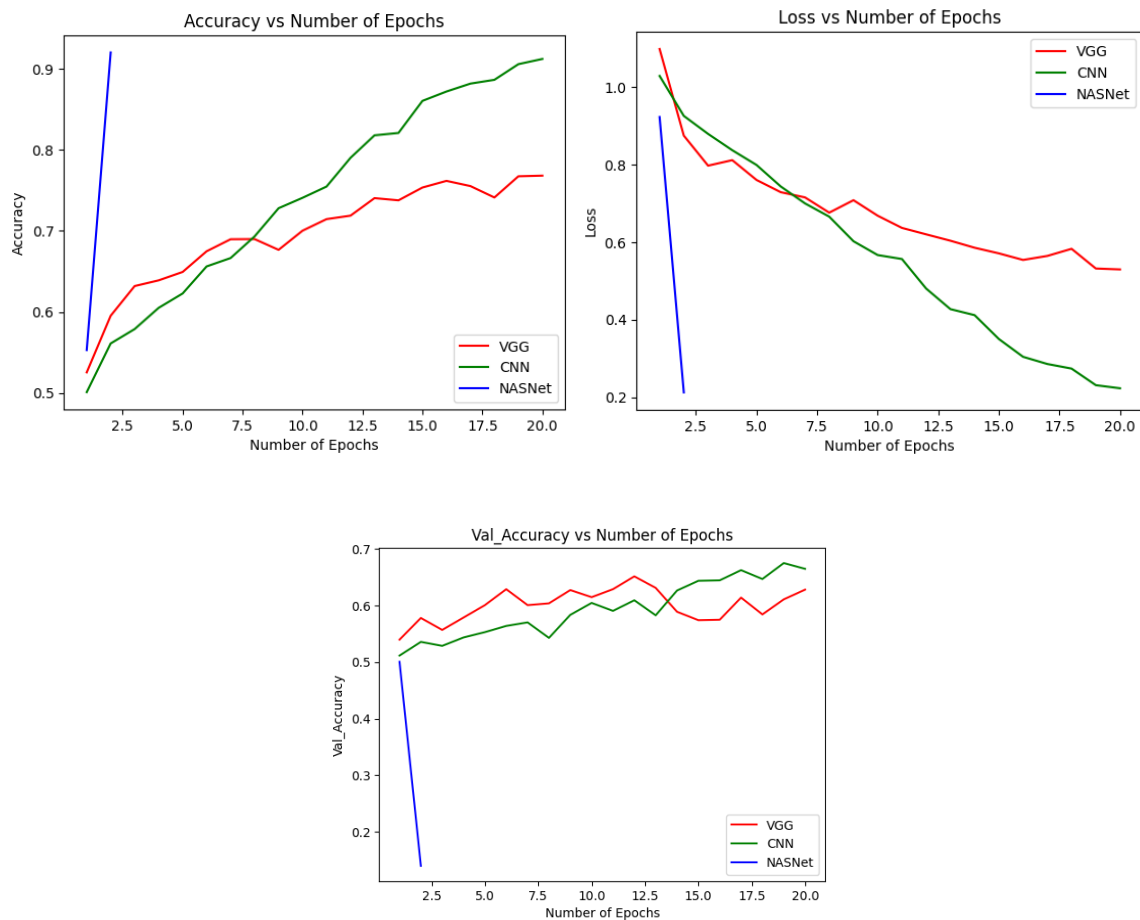 Accuracy vs Number of Epochs
0.9
0.8
0.7
0.6
0.5
Accuracy
VGG
CNN
NASNet
2.5 5.0 7.5 10.0 12.5 15.0 17.5 20.0
Number of Epochs
Loss vs Number of Epochs
VGG
CNN
NASNet
1.0
0.8
0.6
0.4
0.2
Loss
2.5 5.0 7.5 10.0 12.5 15.0 17.5 20.0
Number of Epochs
Val_Accuracy vs Number of Epochs
0.7
0.6
0.5
0.4
0.3
0.2
Val_Accuracy
VGG
CNN
NASNet
2.5 5.0 7.5 10.0 12.5 15.0 17.5 20.0
Number of Epochs